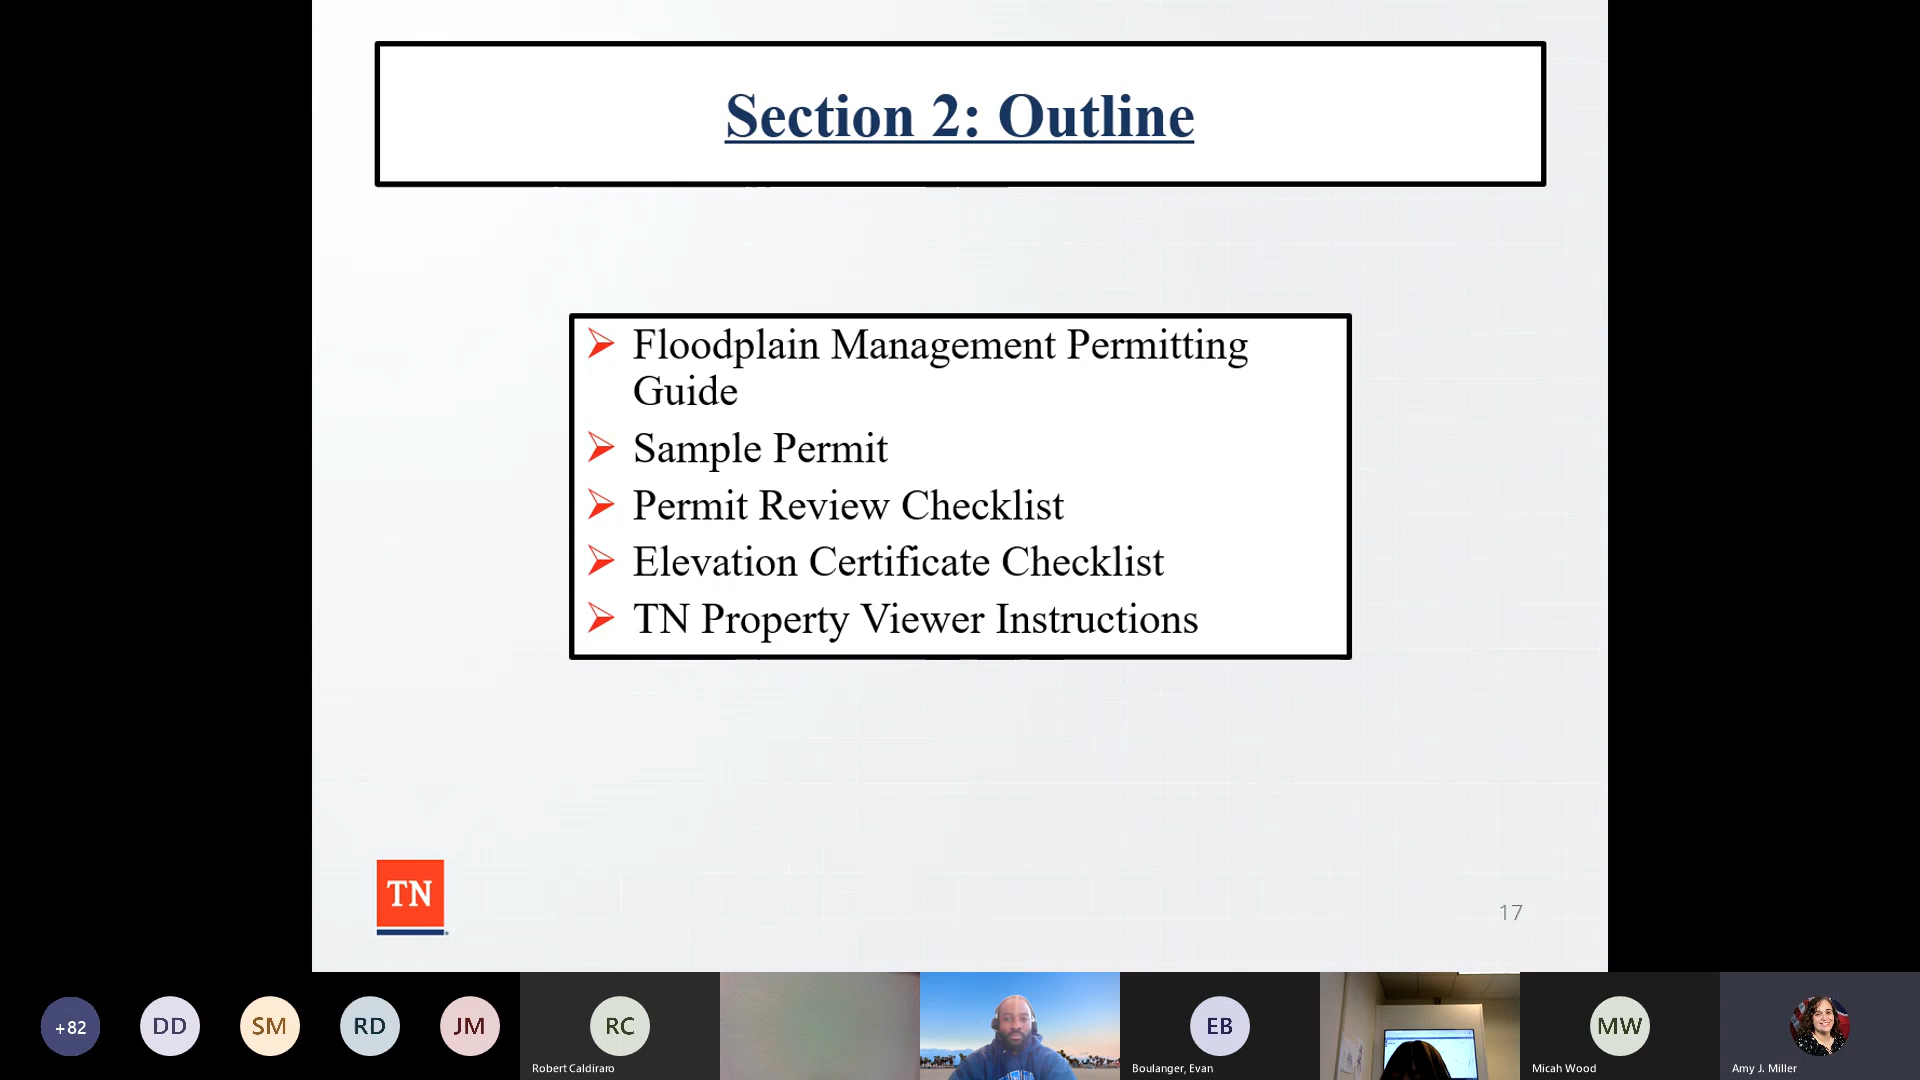 Section 2: Outline
Floodplain Management Permitting
Guide
Sample Permit
Permit Review Checklist
Elevation Certificate Checklist
TN Property Viewer Instructions
TN
17
+82
DD
SM
RD
JM
RC
Robert Caldiraro
EB
Boulanger, Evan
MW
Micah Wood
Amy J. Miller